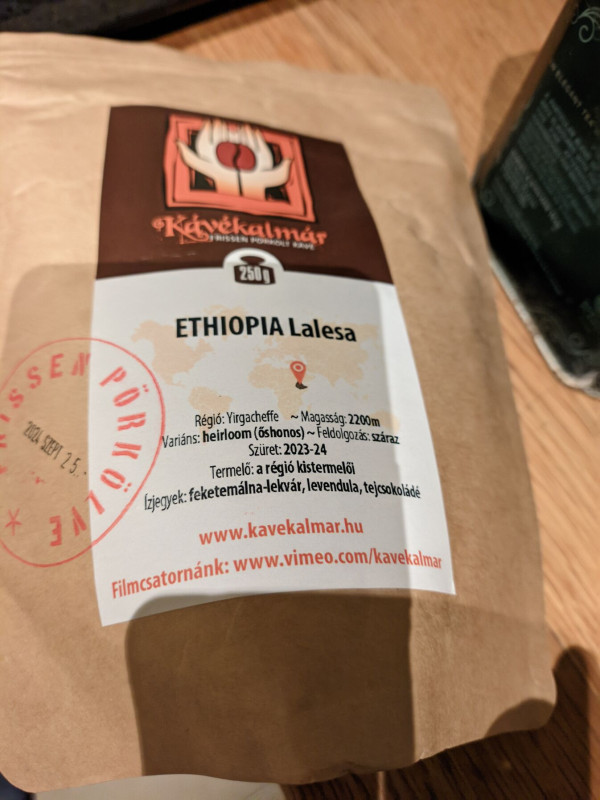 Kávékalmár
FRISSEN PÖRKÖLT KÁVÉ
250 g
ETHIOPIA Lalesa
Régió: Yirgacheffe ~ Magasság: 2200m
Variáns: heirloom (őshonos) ~ Feldolgozás: száraz
Szüret: 2023-24
Termelő: a régió kistermelői
Ízjegyek: feketemálna-lekvár, levendula, tejcsokoládé
www.kavekalmar.hu
Filmcsatornánk: www.vimeo.com/kavekalmar
FRISSEN PÖRKÖLVE
2024 SZEPT 25.